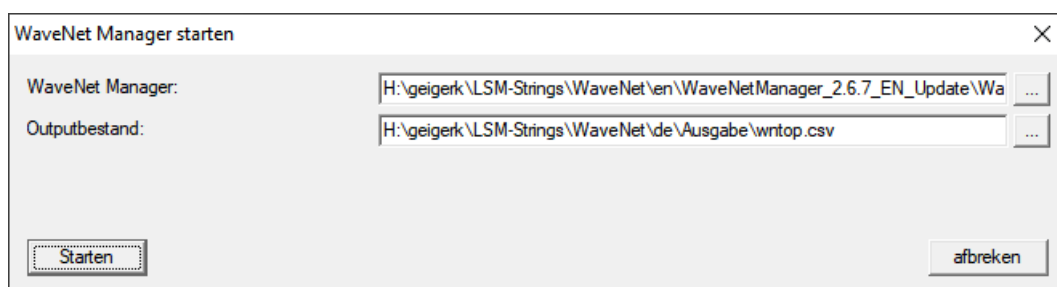 WaveNet Manager starten
WaveNet Manager: H:\geigerk\LSM-Strings\WaveNet\en\WaveNetManager_2.6.7_EN_Update\Wa ...
Outputbestand: H:\geigerk\LSM-Strings\WaveNet\de\Ausgabe\wntop.csv ...
Starten afbreken